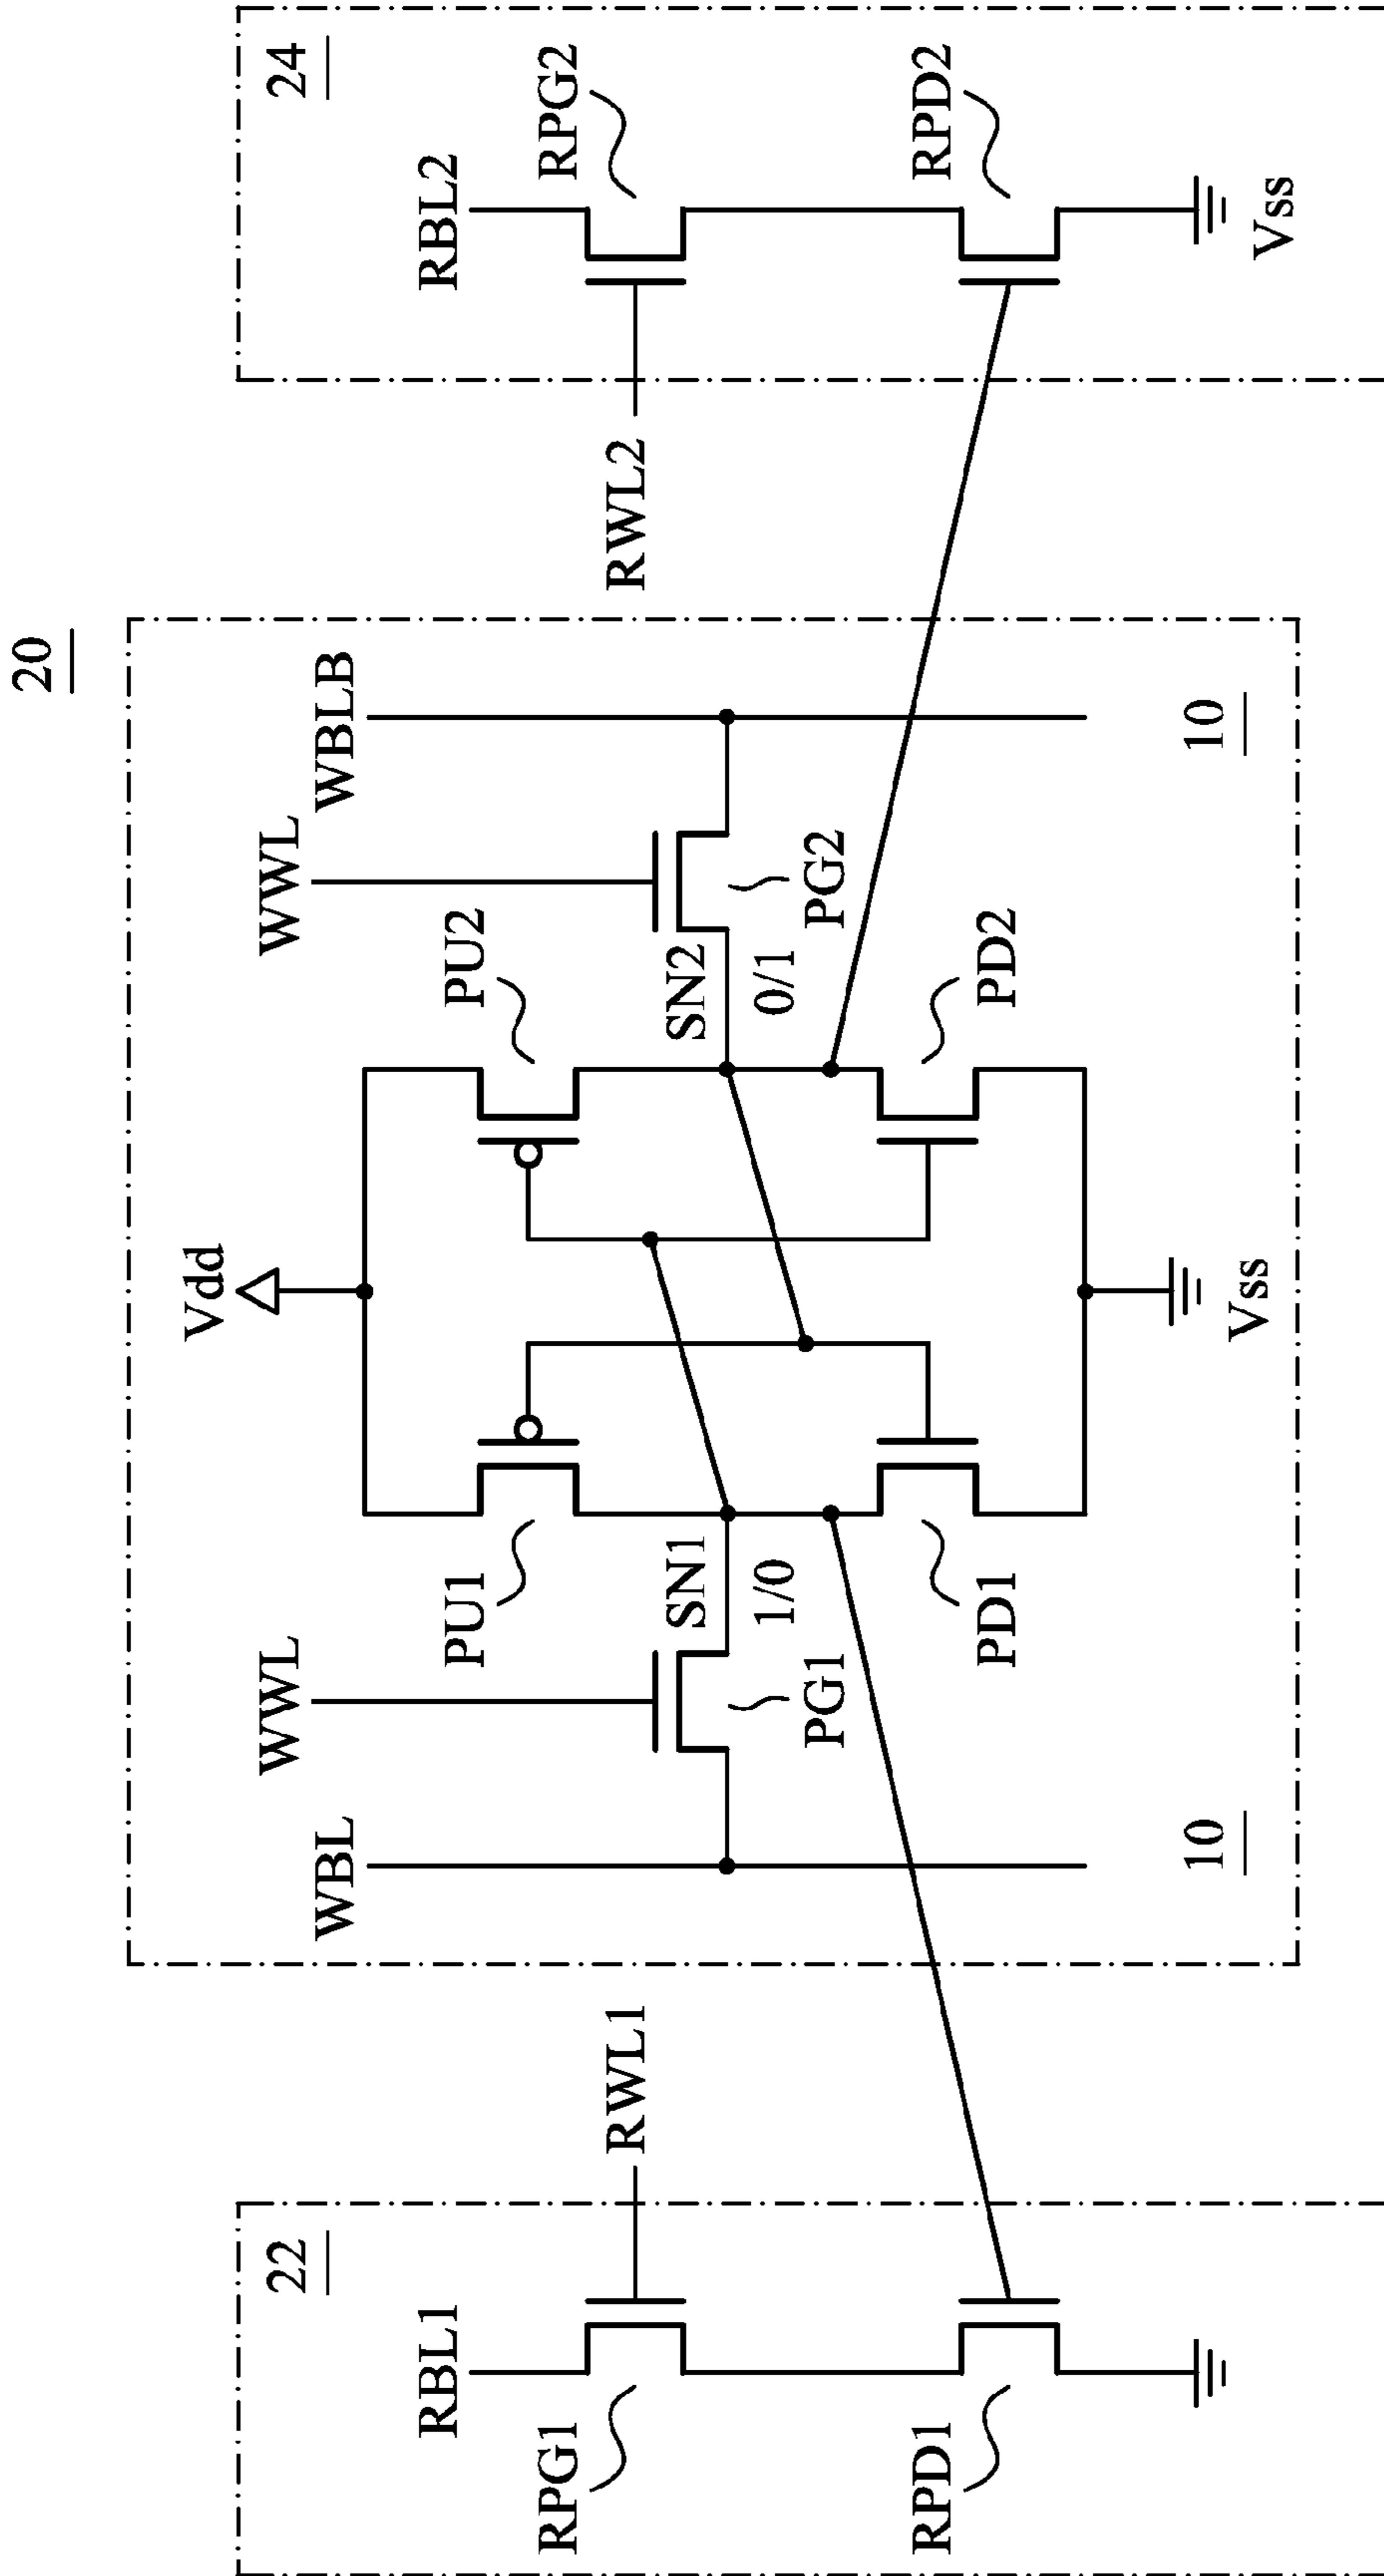 20
22
24
RBL1
RPG1
RWL1
RPD1
Vdd
WBL
WWL
WWL
WBLB
PU1
PU2
SN1
1/0
SN2
0/1
PG1
PG2
PD1
PD2
10
10
Vss
RBL2
RPG2
RWL2
RPD2
Vss